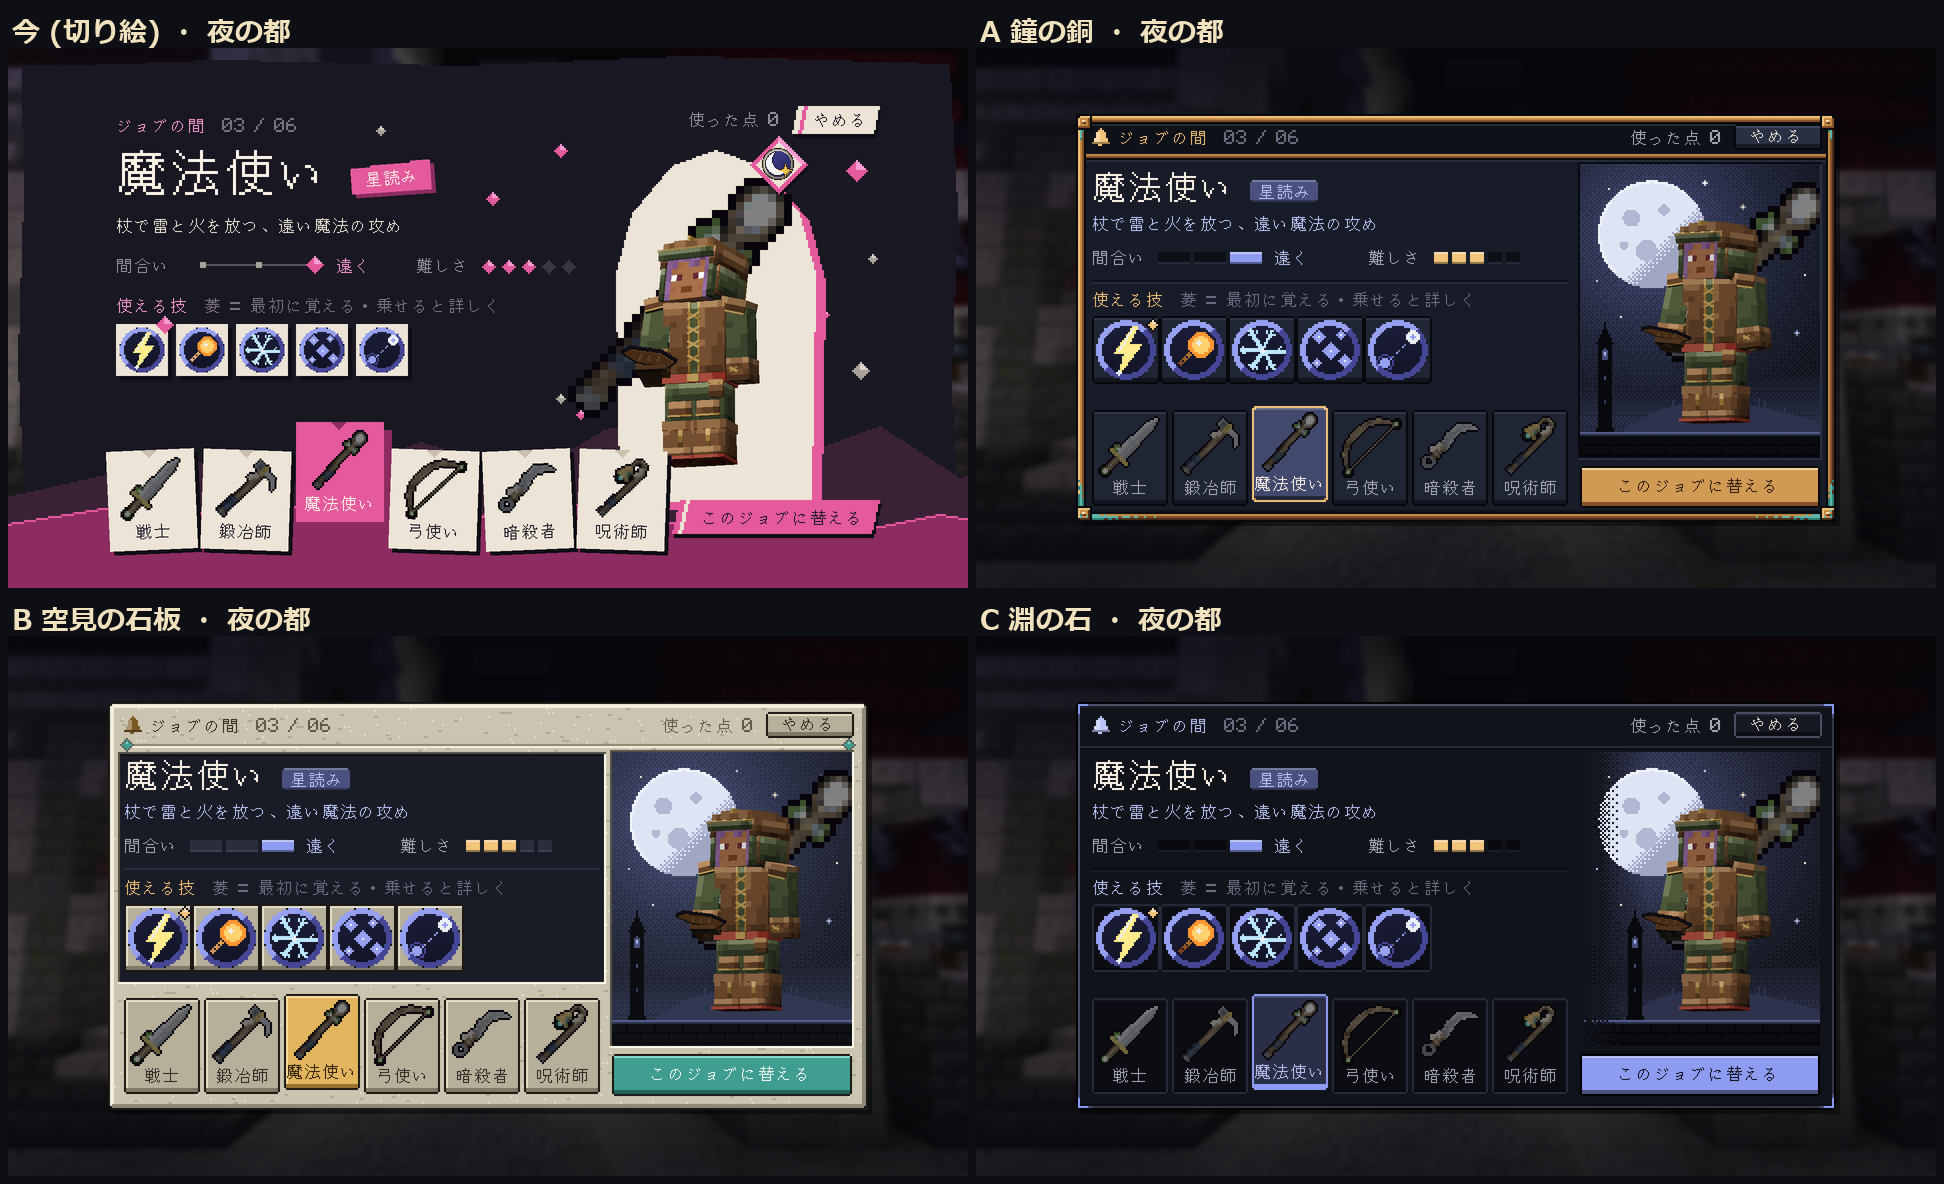 今 (切り絵) ・ 夜の都
ジョブの間 03 / 06
使った点 0 やめる
魔法使い 星読み
杖で雷と火を放つ、遠い魔法の攻め
間合い 遠く 難しさ
使える技 菱 = 最初に覚える・乗せると詳しく
戦士 鍛冶師 魔法使い 弓使い 暗殺者 呪術師
このジョブに替える
A 鐘の銅 ・ 夜の都
ジョブの間 03 / 06
使った点 0 やめる
魔法使い 星読み
杖で雷と火を放つ、遠い魔法の攻め
間合い 遠く 難しさ
使える技 菱 = 最初に覚える・乗せると詳しく
戦士 鍛冶師 魔法使い 弓使い 暗殺者 呪術師
このジョブに替える
B 空見の石板 ・ 夜の都
ジョブの間 03 / 06
使った点 0 やめる
魔法使い 星読み
杖で雷と火を放つ、遠い魔法の攻め
間合い 遠く 難しさ
使える技 菱 = 最初に覚える・乗せると詳しく
戦士 鍛冶師 魔法使い 弓使い 暗殺者 呪術師
このジョブに替える
C 淵の石 ・ 夜の都
ジョブの間 03 / 06
使った点 0 やめる
魔法使い 星読み
杖で雷と火を放つ、遠い魔法の攻め
間合い 遠く 難しさ
使える技 菱 = 最初に覚える・乗せると詳しく
戦士 鍛冶師 魔法使い 弓使い 暗殺者 呪術師
このジョブに替える